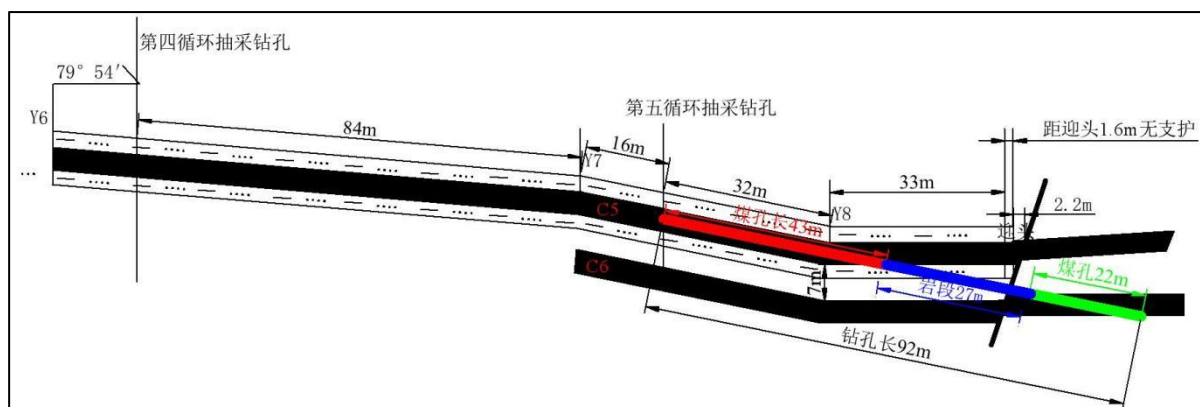 第四循环抽采钻孔
79° 54′
Y6
84m
第五循环抽采钻孔
16m
Y7
距迎头1.6m无支护
32m
33m
2.2m
C5
煤孔长43m
Y8
迎头
...
C6
7m
岩段27m
煤孔22m
钻孔长92m